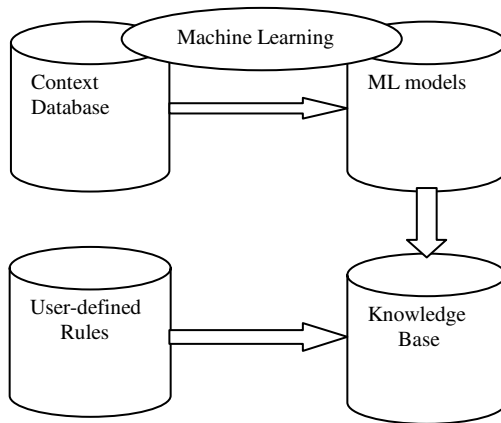 Machine Learning
Context
Database
ML models
User-defined
Rules
Knowledge
Base